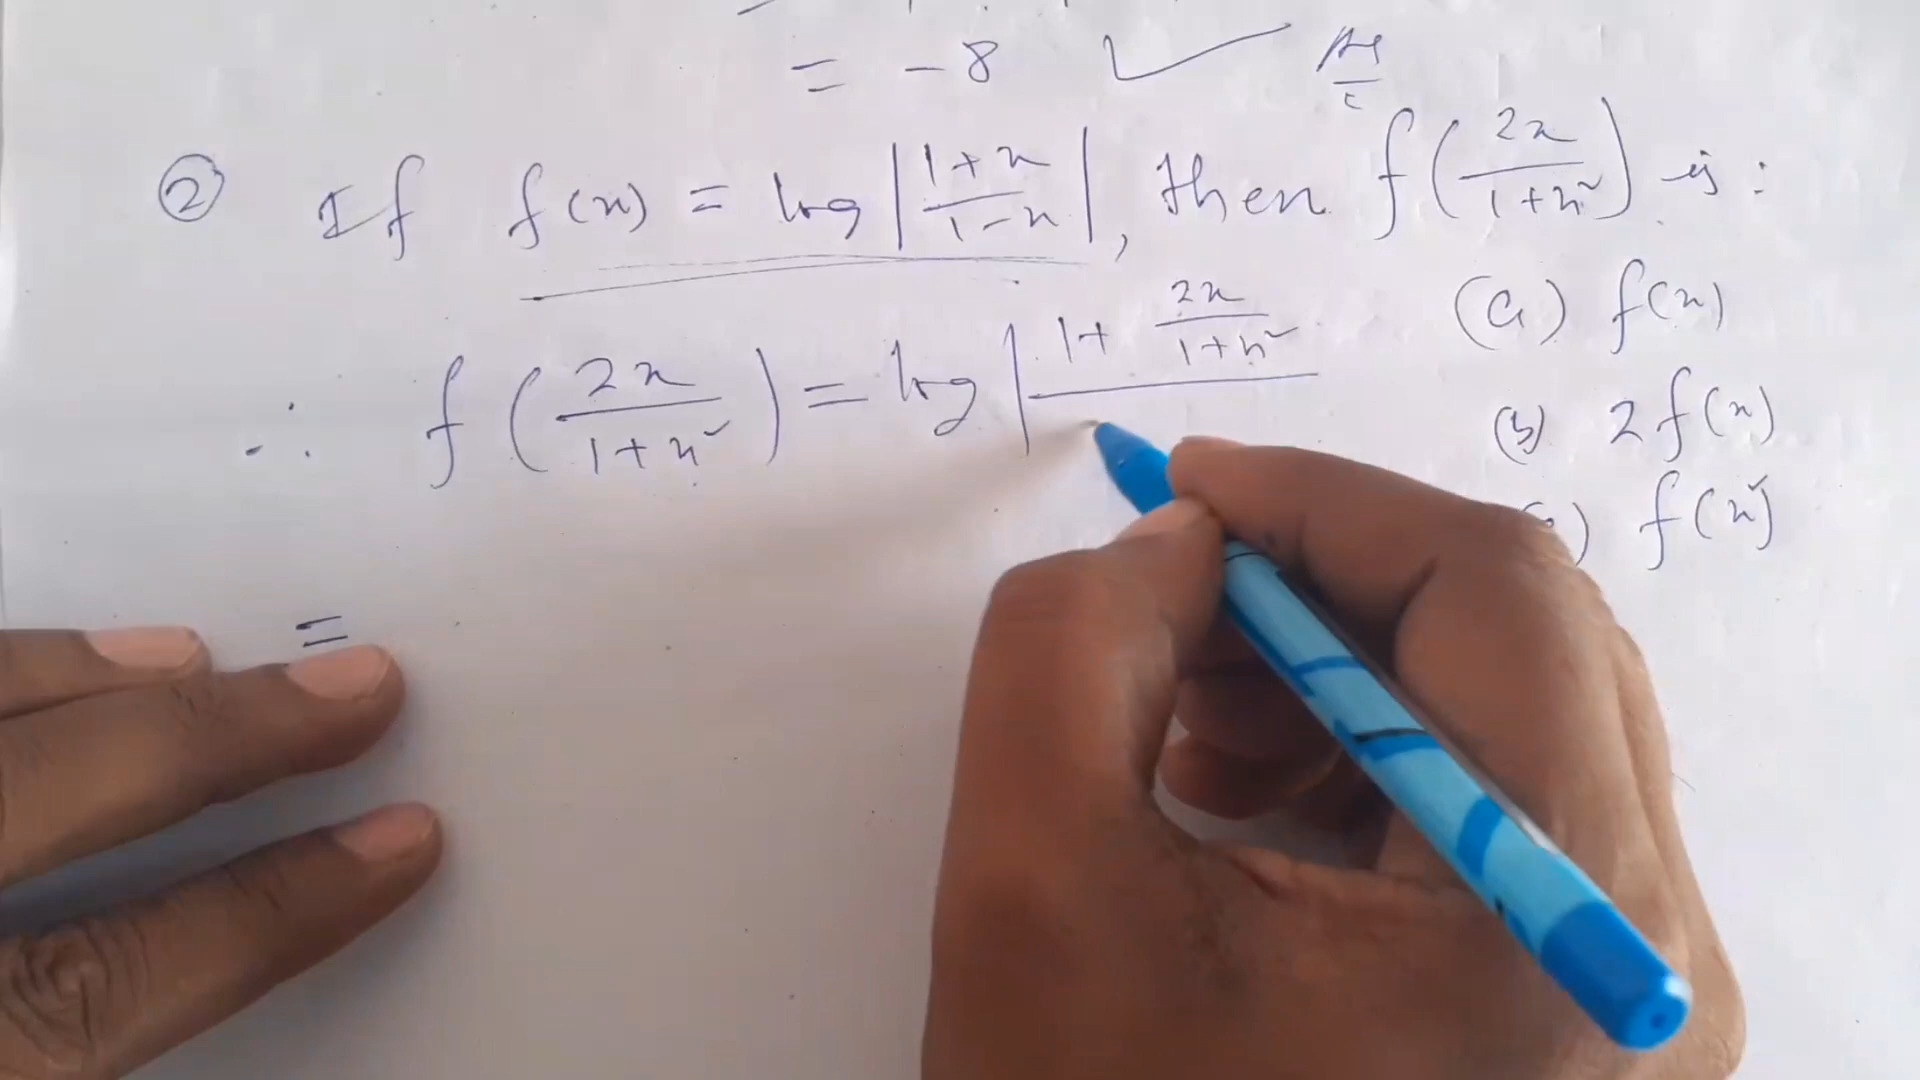 = -8 ✓ Ans
② If f(x) = log|(1+x)/(1-x)|, then f(2x/(1+x²)) is :
(a) f(x)
∴ f(2x/(1+x²)) = log|(1 + 2x/(1+x²))/
(b) 2f(x)
) f(x²)
=